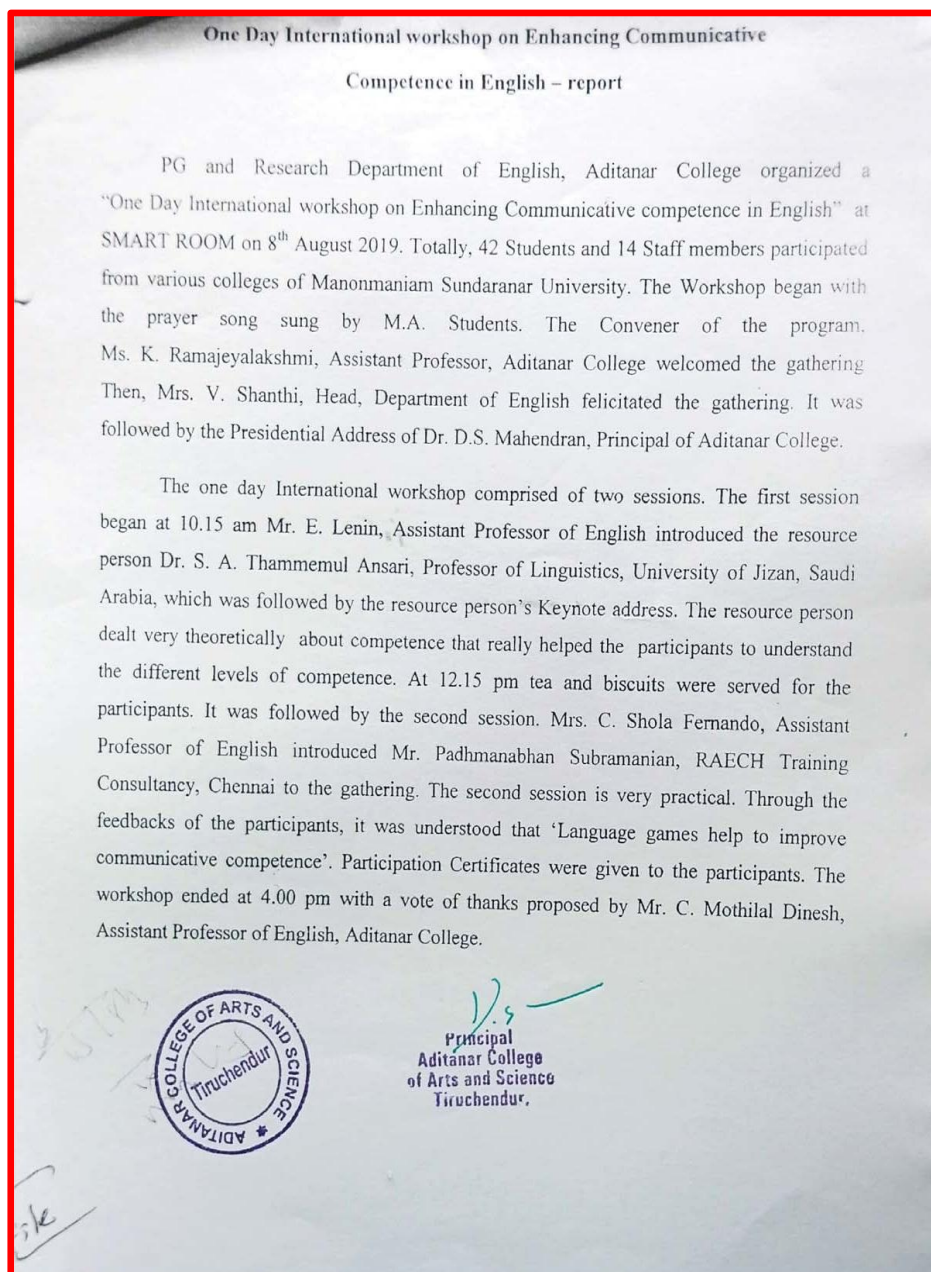 One Day International workshop on Enhancing Communicative
Competence in English – report
PG and Research Department of English, Aditanar College organized a
“One Day International workshop on Enhancing Communicative competence in English” at
SMART ROOM on 8th August 2019. Totally, 42 Students and 14 Staff members participated
from various colleges of Manonmaniam Sundaranar University. The Workshop began with
the prayer song sung by M.A. Students. The Convener of the program.
Ms. K. Ramajeyalakshmi, Assistant Professor, Aditanar College welcomed the gathering
Then, Mrs. V. Shanthi, Head, Department of English felicitated the gathering. It was
followed by the Presidential Address of Dr. D.S. Mahendran, Principal of Aditanar College.
The one day International workshop comprised of two sessions. The first session
began at 10.15 am Mr. E. Lenin, Assistant Professor of English introduced the resource
person Dr. S. A. Thammemul Ansari, Professor of Linguistics, University of Jizan, Saudi
Arabia, which was followed by the resource person’s Keynote address. The resource person
dealt very theoretically about competence that really helped the participants to understand
the different levels of competence. At 12.15 pm tea and biscuits were served for the
participants. It was followed by the second session. Mrs. C. Shola Fernando, Assistant
Professor of English introduced Mr. Padhmanabhan Subramanian, RAECH Training
Consultancy, Chennai to the gathering. The second session is very practical. Through the
feedbacks of the participants, it was understood that ‘Language games help to improve
communicative competence’. Participation Certificates were given to the participants. The
workshop ended at 4.00 pm with a vote of thanks proposed by Mr. C. Mothilal Dinesh,
Assistant Professor of English, Aditanar College.
ADITANAR COLLEGE OF ARTS AND SCIENCE
Tiruchendur
Principal
Aditanar College
of Arts and Science
Tiruchendur.